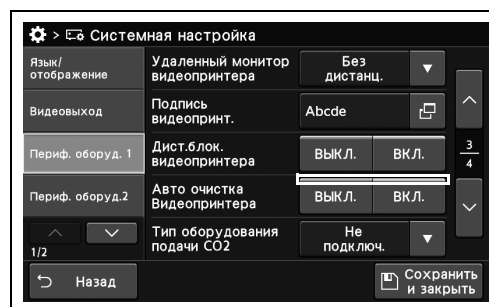 > Системная настройка
Язык/
отображение
Видеовыход
Периф. оборуд. 1
Периф. оборуд.2
1/2
Удаленный монитор
видеопринтера
Без
дистанц.
Подпись
видеопринт.
Abcde
Дист.блок.
видеопринтера
ВЫКЛ.
ВКЛ.
Авто очистка
Видеопринтера
ВЫКЛ.
ВКЛ.
Тип оборудования
подачи CO2
Не
подключ.
3
4
Назад
Сохранить
и закрыть